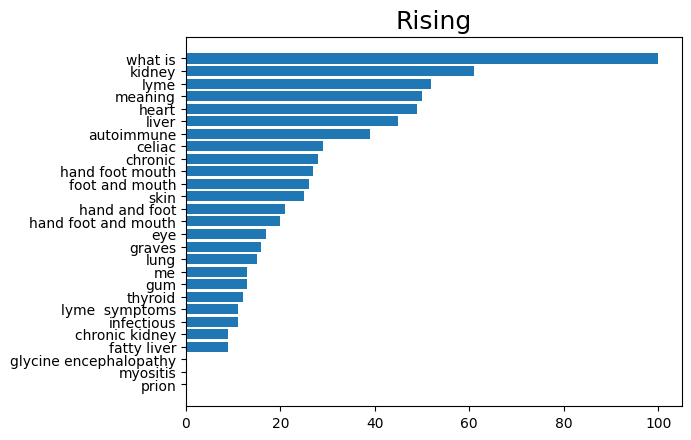 Rising
what is
kidney
lyme
meaning
heart
liver
autoimmune
celiac
chronic
hand foot mouth
foot and mouth
skin
hand and foot
hand foot and mouth
eye
graves
lung
me
gum
thyroid
lyme  symptoms
infectious
chronic kidney
fatty liver
glycine encephalopathy
myositis
prion
0 20 40 60 80 100